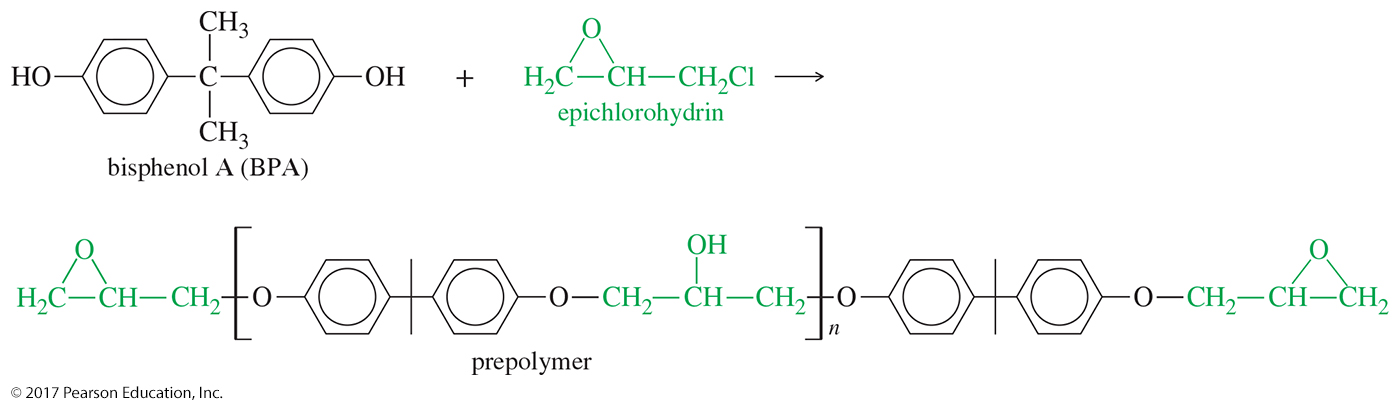 CH₃
HO C OH + O H₂C CH CH₂Cl
CH₃
epichlorohydrin
bisphenol A (BPA)
OH
O O
H₂C CH CH₂ O O CH₂ CH CH₂ O O CH₂ CH CH₂
n
prepolymer
© 2017 Pearson Education, Inc.